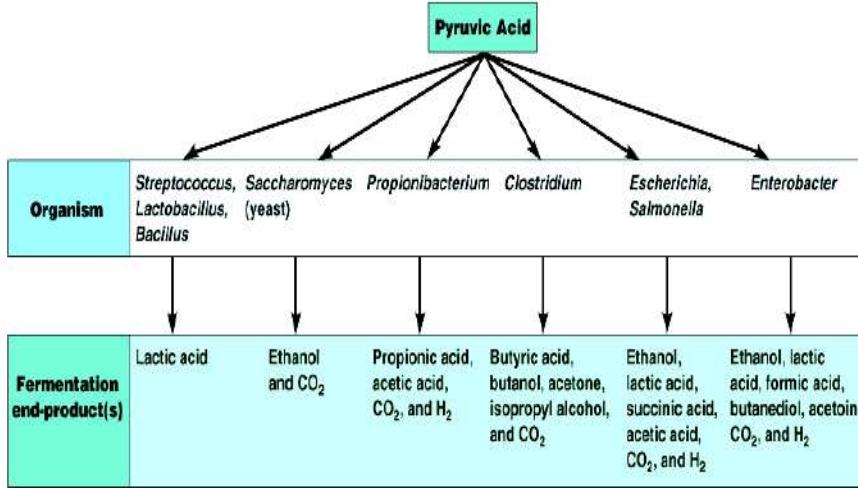 Pyruvic Acid
Organism
Streptococcus,
Lactobacillus,
Bacillus
Saccharomyces
(yeast)
Propionibacterium
Clostridium
Escherichia,
Salmonella
Enterobacter
Fermentation
end-product(s)
Lactic acid
Ethanol
and CO₂
Propionic acid,
acetic acid,
CO₂, and H₂
Butyric acid,
butanol, acetone,
isopropyl alcohol,
and CO₂
Ethanol,
lactic acid,
succinic acid,
acetic acid,
CO₂, and H₂
Ethanol, lactic
acid, formic acid,
butanediol, acetoin
CO₂, and H₂